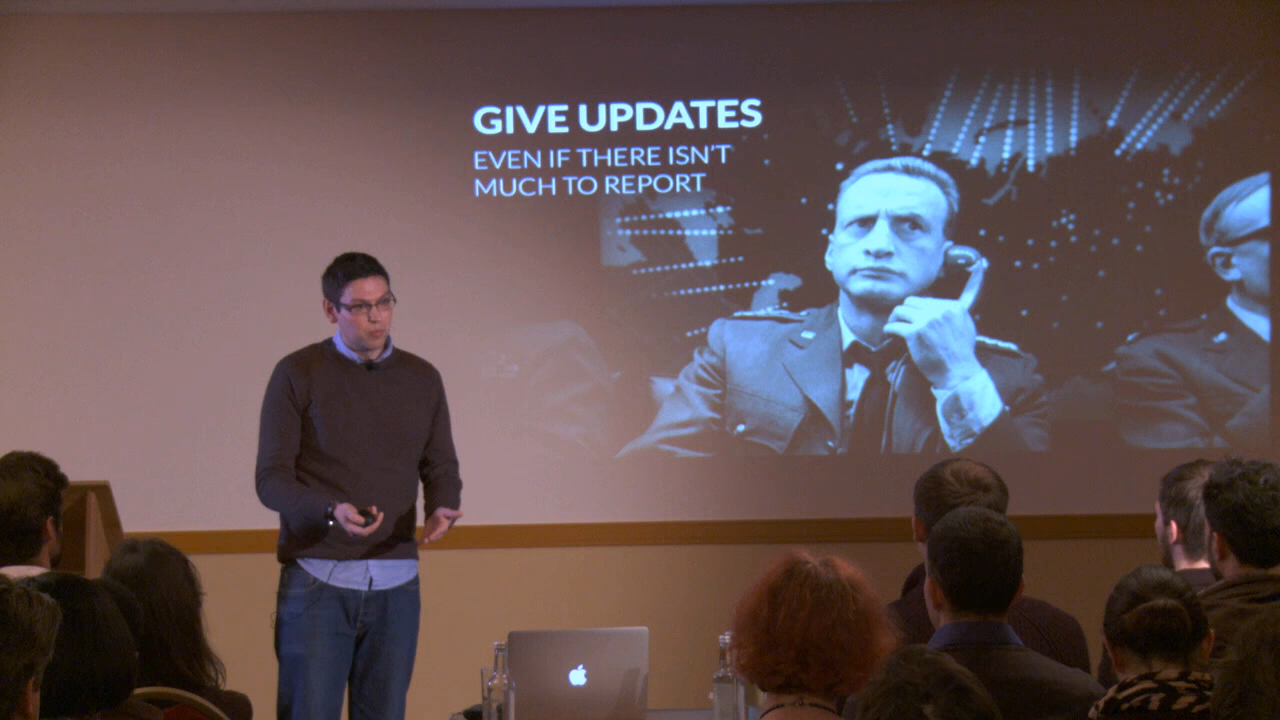 GIVE UPDATES
EVEN IF THERE ISN'T
MUCH TO REPORT